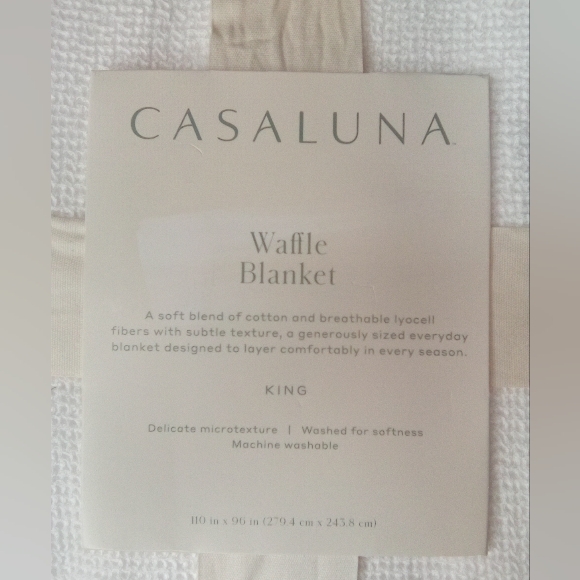 CASALUNA™
Waffle
Blanket
A soft blend of cotton and breathable lyocell
fibers with subtle texture, a generously sized everyday
blanket designed to layer comfortably in every season.
KING
Delicate microtexture | Washed for softness
Machine washable
110 in x 96 in (279.4 cm x 243.8 cm)